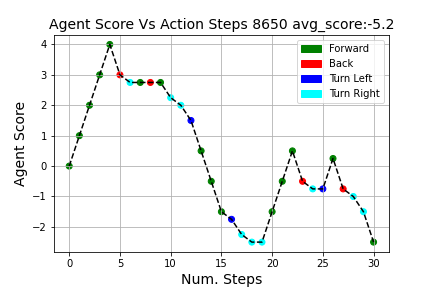 Agent Score Vs Action Steps 8650 avg_score:-5.2
Agent Score
4
3
2
1
0
−1
−2
Forward
Back
Turn Left
Turn Right
0 5 10 15 20 25 30
Num. Steps